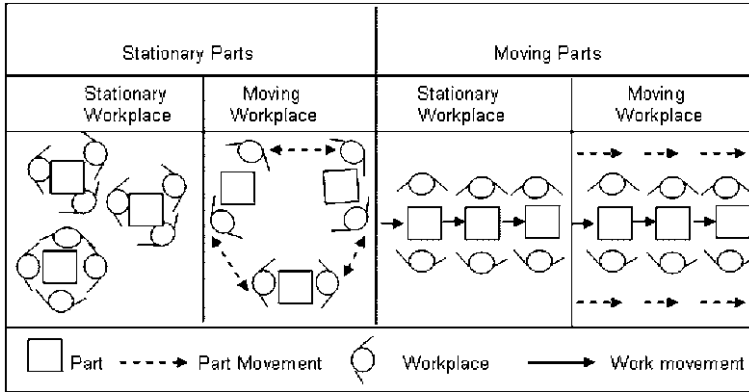 Stationary Parts
Moving Parts
Stationary
Workplace
Moving
Workplace
Stationary
Workplace
Moving
Workplace
Part
Part Movement
Workplace
Work movement